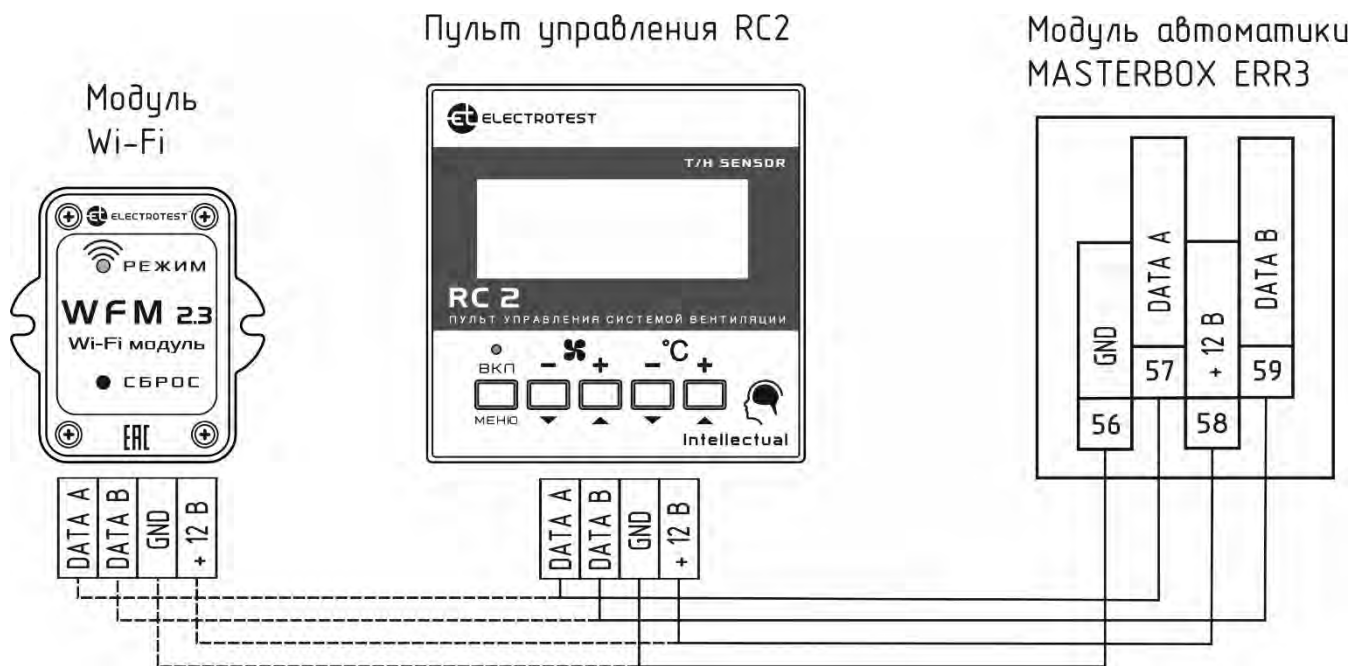 Пульт управления RC2
Модуль автоматики
MASTERBOX ERR3
Модуль
Wi-Fi
ELECTROTEST
РЕЖИМ
WFM 2.3
Wi-Fi модуль
СБРОС
EAC
DATA A
DATA B
GND
+ 12 В
ELECTROTEST
T/H SENSOR
RC 2
ПУЛЬТ УПРАВЛЕНИЯ СИСТЕМОЙ ВЕНТИЛЯЦИИ
ВКЛ
- +
°C
- +
МЕНЮ
Intellectual
DATA A
DATA B
GND
+ 12 В
GND
DATA A
+ 12 В
DATA B
56
57
58
59